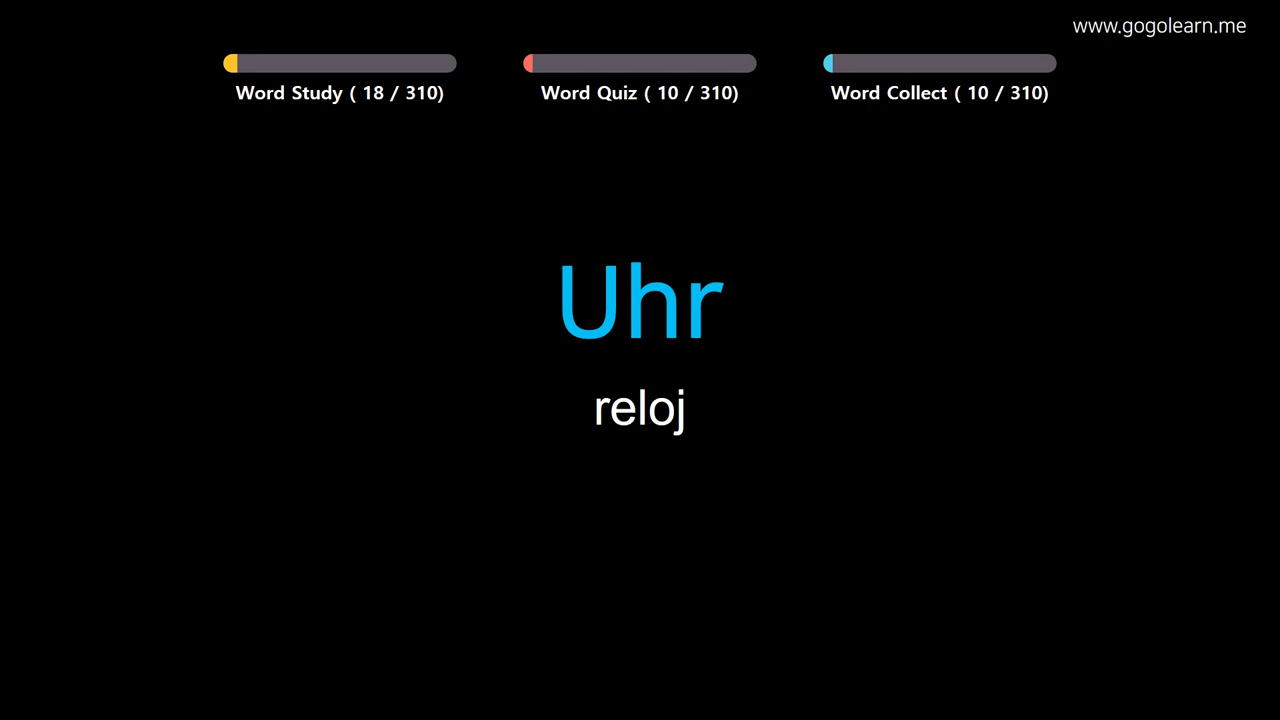 www.gogolearn.me
Word Study ( 18 / 310)
Word Quiz ( 10 / 310)
Word Collect ( 10 / 310)
Uhr
reloj